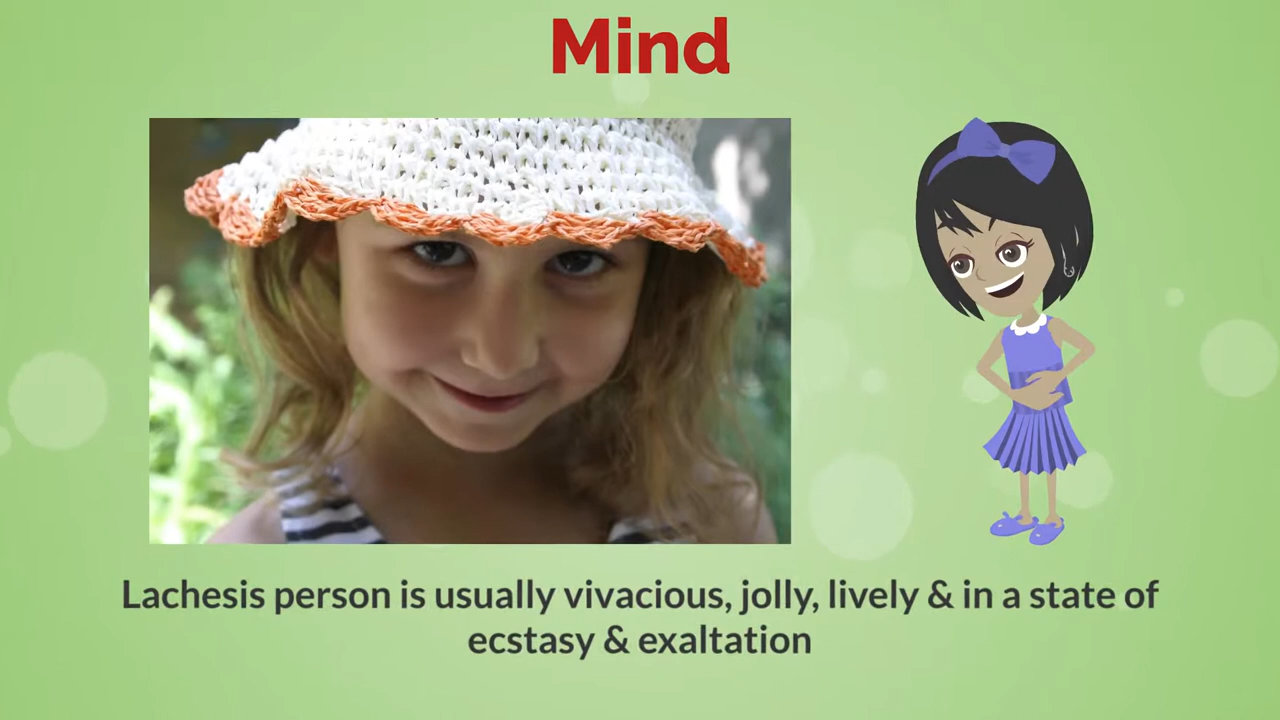 Mind
Lachesis person is usually vivacious, jolly, lively & in a state of
ecstasy & exaltation